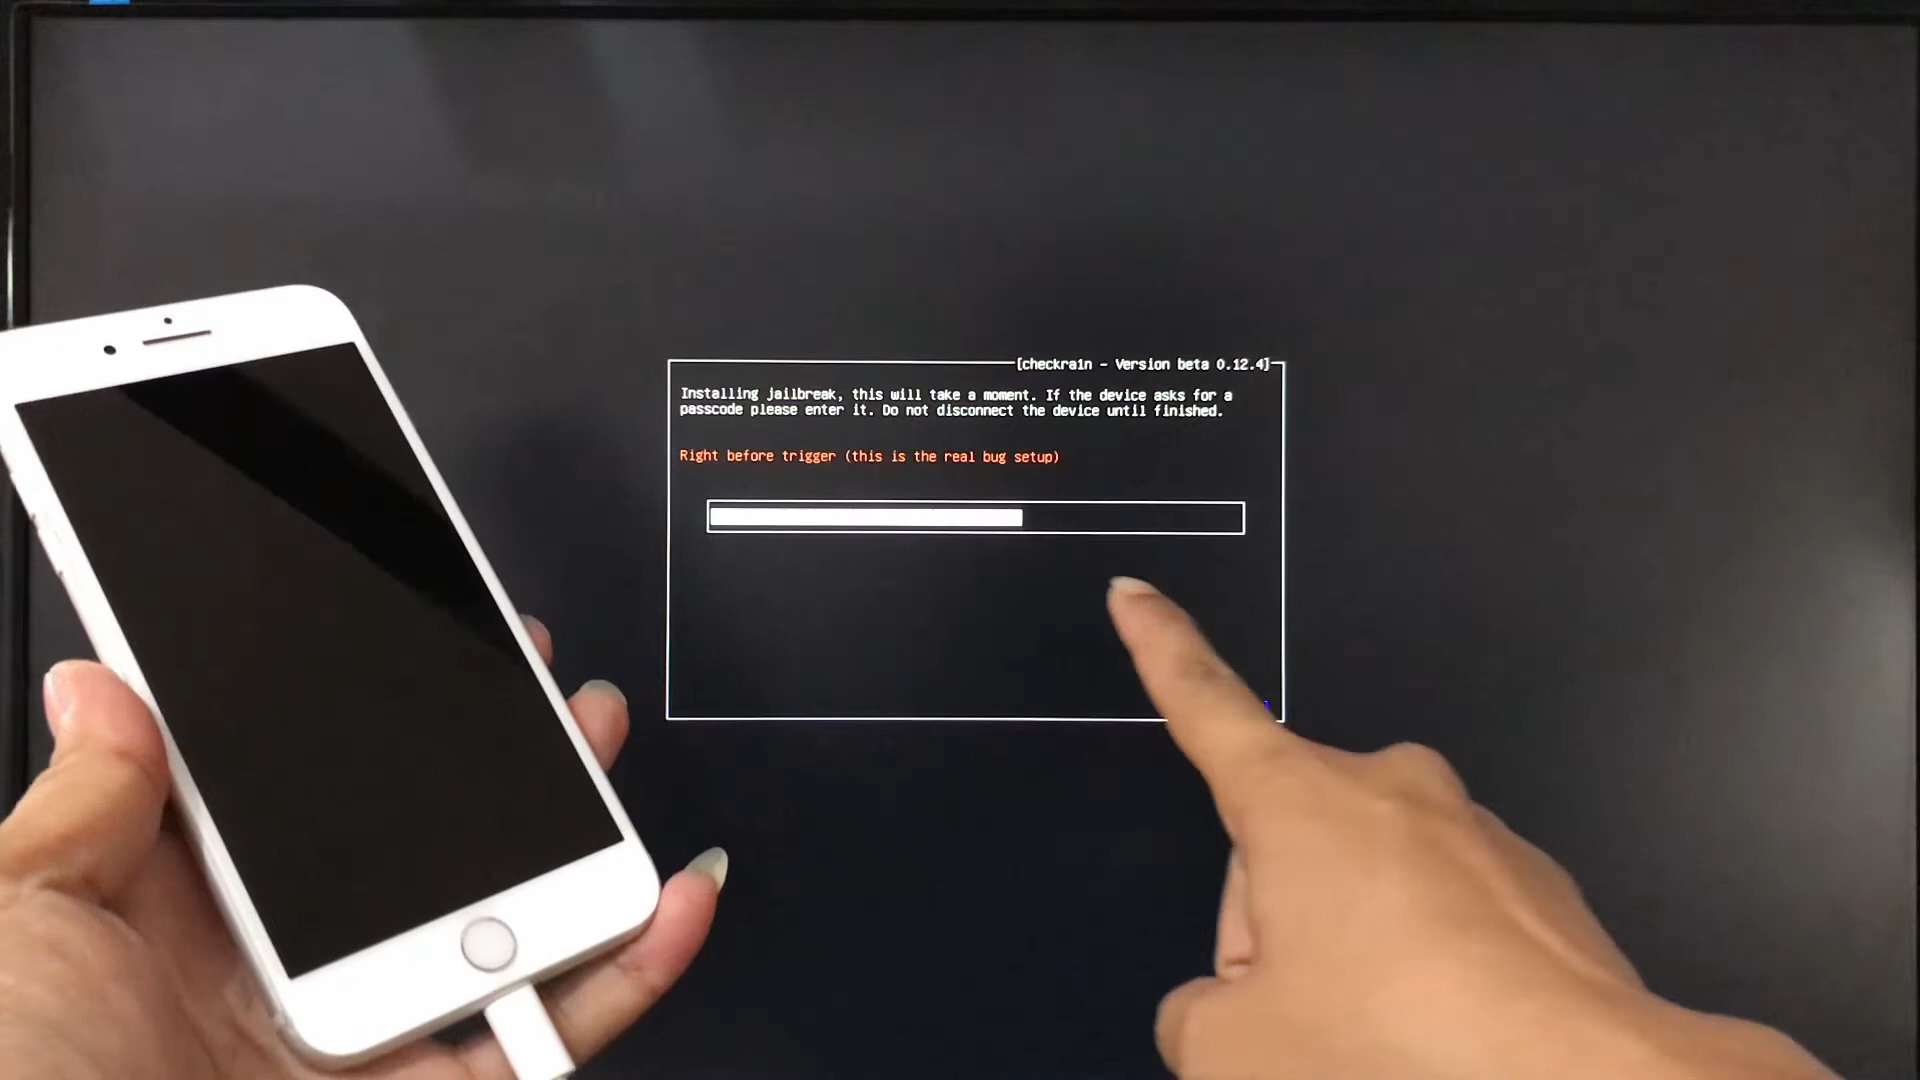 [checkra1n - Version beta 0.12.4]
Installing jailbreak, this will take a moment. If the device asks for a
passcode please enter it. Do not disconnect the device until finished.
Right before trigger (this is the real bug setup)